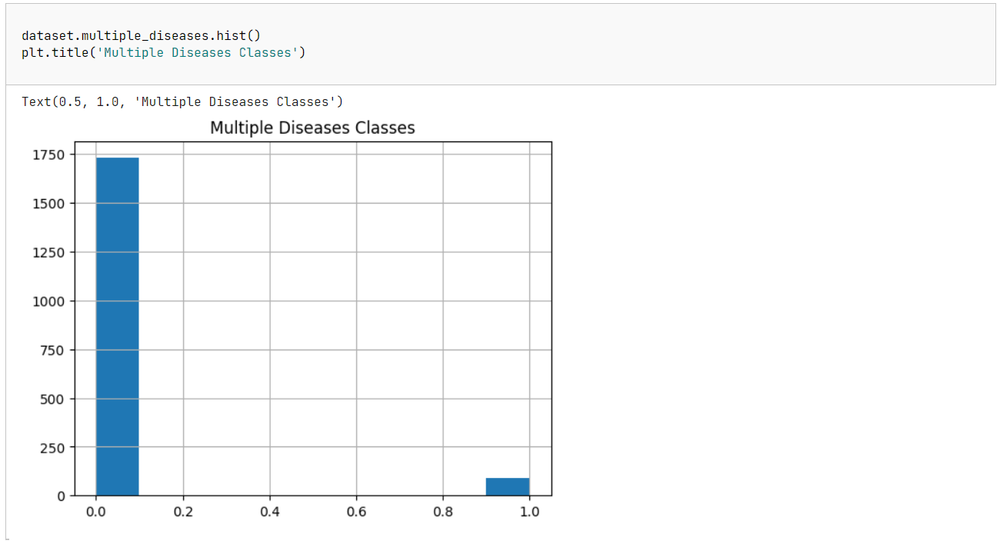 dataset.multiple_diseases.hist()
plt.title('Multiple Diseases Classes')
Text(0.5, 1.0, 'Multiple Diseases Classes')
Multiple Diseases Classes
1750
1500
1250
1000
750
500
250
0
0.0 0.2 0.4 0.6 0.8 1.0